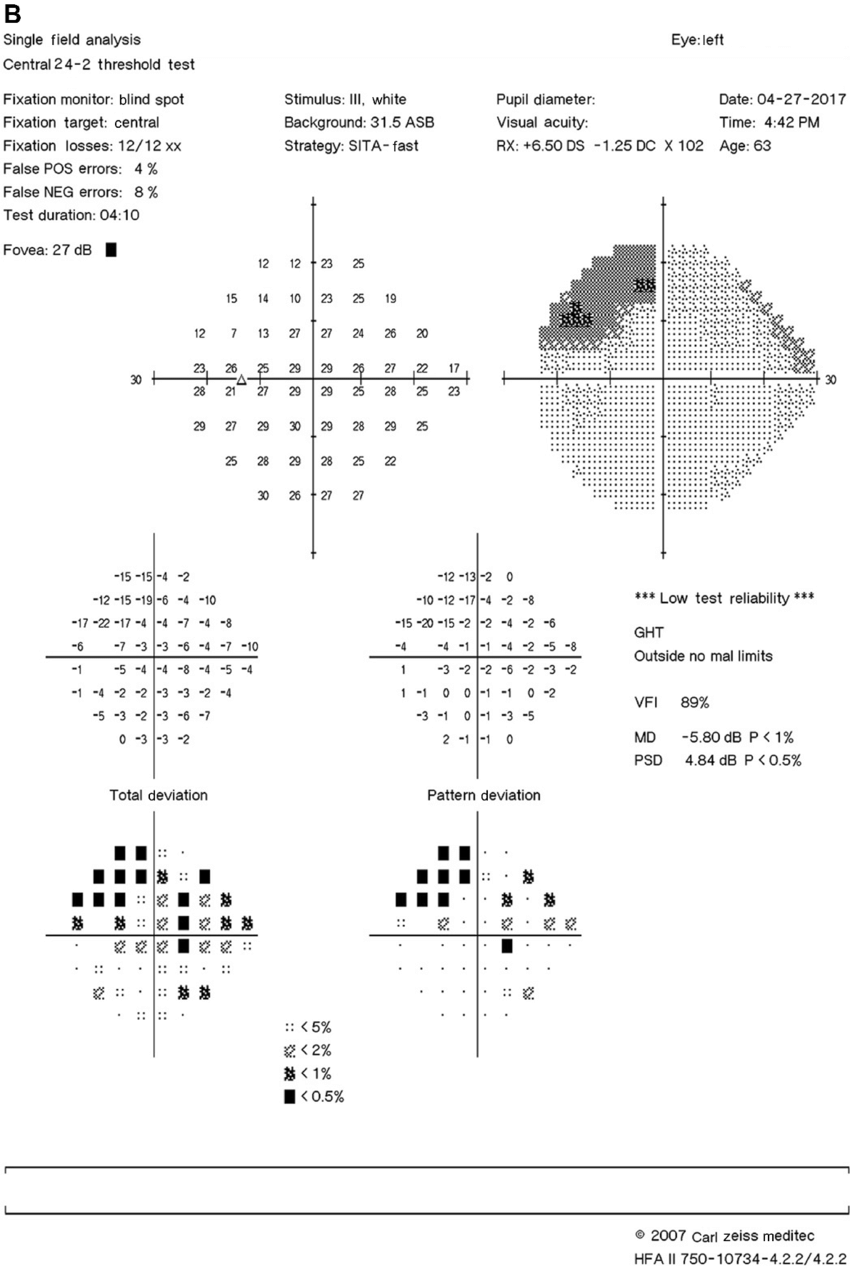 B
Single field analysis
Eye: left
Central 24-2 threshold test
Fixation monitor: blind spot
Stimulus: III, white
Pupil diameter:
Date: 04-27-2017
Fixation target: central
Background: 31.5 ASB
Visual acuity:
Time: 4:42 PM
Fixation losses: 12/12 xx
Strategy: SITA-fast
RX: +6.50 DS -1.25 DC X 102
Age: 63
False POS errors: 4 %
False NEG errors: 8 %
Test duration: 04:10
Fovea: 27 dB
12 12 23 25
15 14 10 23 25 19
12 7 13 27 27 24 26 20
23 26 25 29 29 26 27 22 17
30
30
28 21 27 29 29 25 28 25 23
29 27 29 30 29 28 29 25
25 28 29 28 25 22
30 26 27 27
-15 -15 -4 -2
-12 -15 -19 -6 -4 -10
-17 -22 -17 -4 -4 -7 -4 -8
-6 -7 -3 -3 -6 -4 -7 -10
-1 -5 -4 -4 -8 -4 -5 -4
-1 -4 -2 -2 -3 -3 -2 -4
-5 -3 -2 -3 -6 -7
0 -3 -3 -2
Total deviation
-12 -13 -2 0
-10 -12 -17 -4 -2 -8
-15 -20 -15 -2 -2 -4 -2 -6
-4 -4 -1 -1 -4 -2 -5 -8
1 -3 -2 -2 -6 -2 -3 -2
1 -1 0 0 -1 -1 0 -2
-3 -1 0 -1 -3 -5
2 -1 -1 0
Pattern deviation
*** Low test reliability ***
GHT
Outside no mal limits
VFI 89%
MD -5.80 dB P < 1%
PSD 4.84 dB P < 0.5%
< 5%
< 2%
< 1%
< 0.5%
© 2007 Carl zeiss meditec
HFA II 750-10734-4.2.2/4.2.2